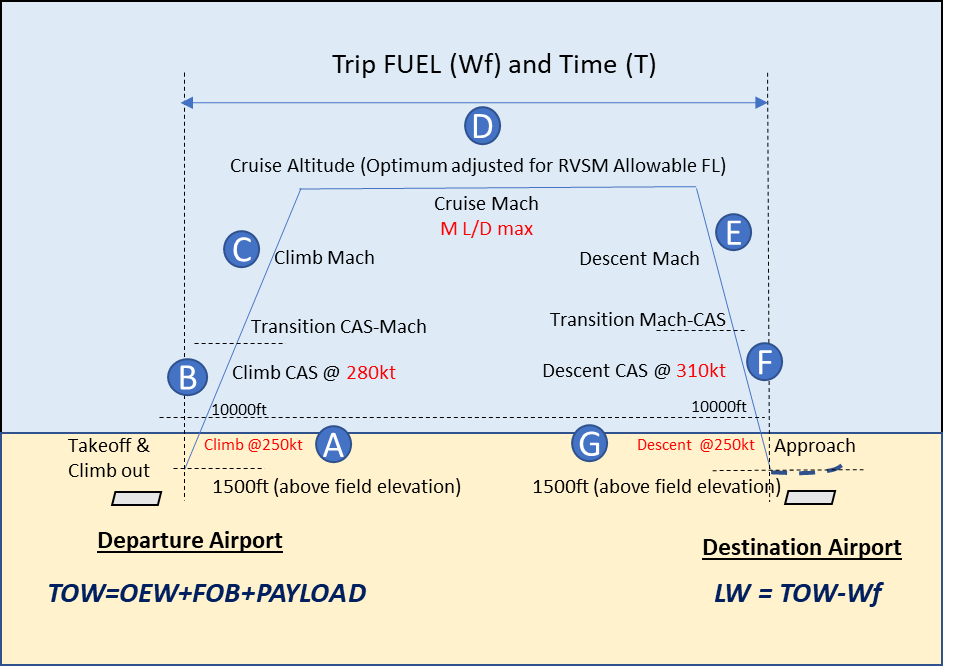 Trip FUEL (Wf) and Time (T)
D
Cruise Altitude (Optimum adjusted for RVSM Allowable FL)
Cruise Mach
M L/D max
C
Climb Mach
E
Descent Mach
Transition CAS-Mach
Transition Mach-CAS
B
Climb CAS @ 280kt
Descent CAS @ 310kt
F
10000ft
10000ft
Takeoff &
Climb out
Climb @250kt
A
G
Descent @250kt
Approach
1500ft (above field elevation)
1500ft (above field elevation)
Departure Airport
Destination Airport
TOW=OEW+FOB+PAYLOAD
LW = TOW-Wf